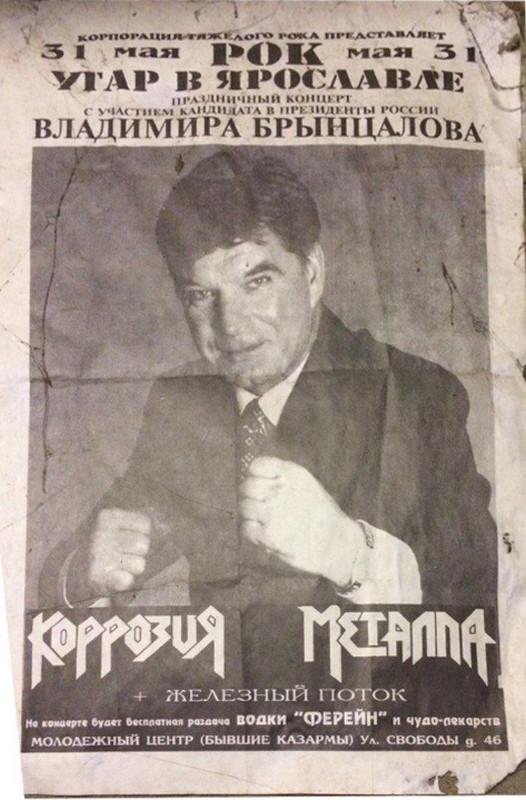 КОРПОРАЦИЯ ТЯЖЕЛОГО РОКА ПРЕДСТАВЛЯЕТ
31 мая РОК мая 31
УГАР В ЯРОСЛАВЛЕ
ПРАЗДНИЧНЫЙ КОНЦЕРТ
С УЧАСТИЕМ КАНДИДАТА В ПРЕЗИДЕНТЫ РОССИИ
ВЛАДИМИРА БРЫНЦАЛОВА
КОРРОЗИЯ МЕТАЛЛА
+ ЖЕЛЕЗНЫЙ ПОТОК
На концерте будет бесплатная раздача ВОДКИ "ФЕРЕЙН" и чудо-лекарств
МОЛОДЕЖНЫЙ ЦЕНТР (БЫВШИЕ КАЗАРМЫ) Ул. СВОБОДЫ д. 46